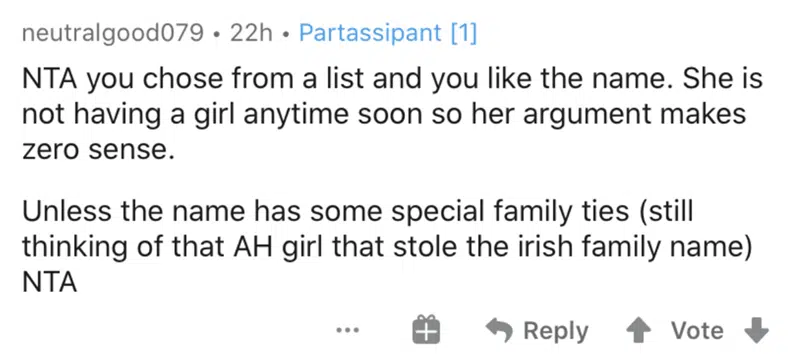 neutralgood079 • 22h • Partassipant [1]
NTA you chose from a list and you like the name. She is
not having a girl anytime soon so her argument makes
zero sense.
Unless the name has some special family ties (still
thinking of that AH girl that stole the irish family name)
NTA
... Reply Vote